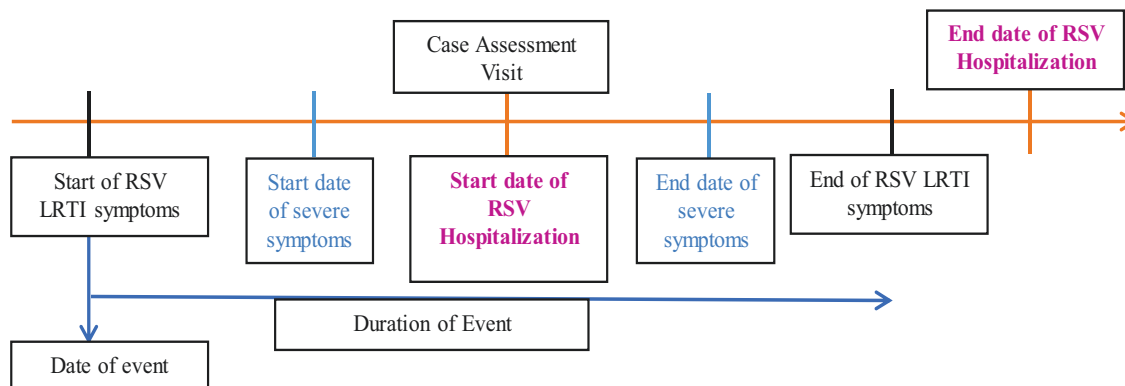 End date of RSV
Hospitalization
Case Assessment
Visit
Start of RSV
LRTI symptoms
Start date
of severe
symptoms
Start date of
RSV
Hospitalization
End date of
severe
symptoms
End of RSV LRTI
symptoms
Duration of Event
Date of event